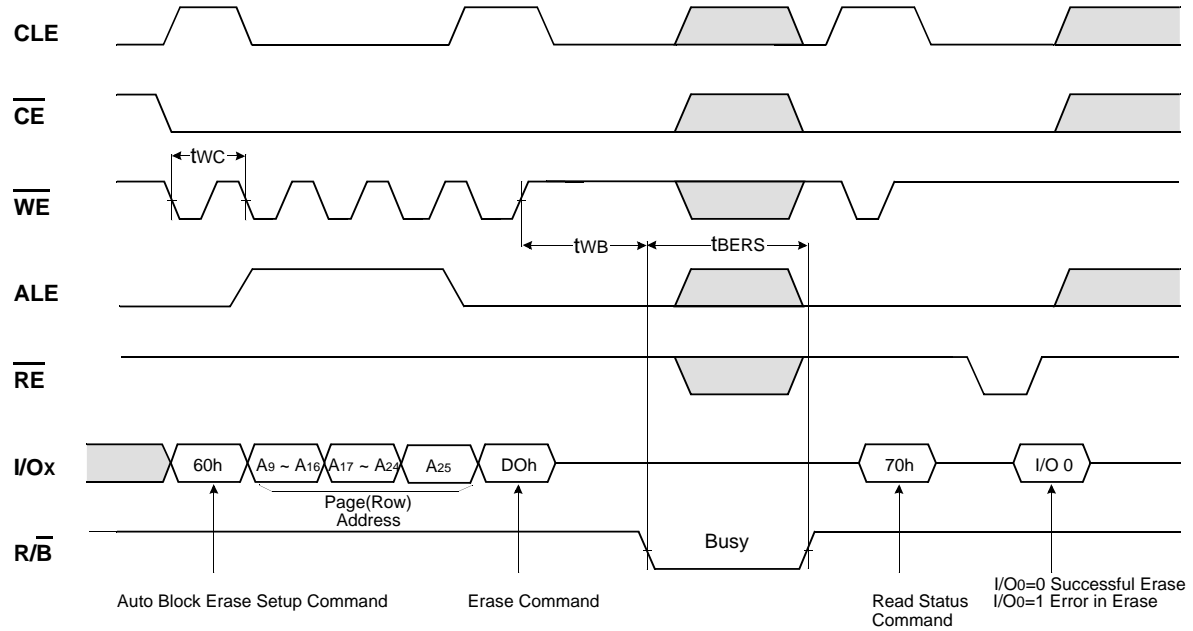 CLE
CE
tWC
WE
tWB
tBERS
ALE
RE
I/Ox
60h
A9 ~ A16
A17 ~ A24
A25
DOh
70h
I/O 0
Page(Row)
Address
R/B
Busy
Auto Block Erase Setup Command
Erase Command
Read Status
Command
I/O0=0 Successful Erase
I/O0=1 Error in Erase